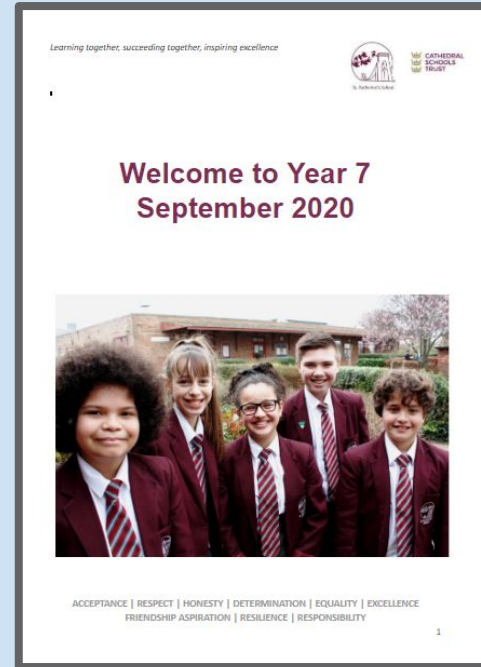 Learning together, succeeding together, inspiring excellence
CATHEDRAL
SCHOOLS
TRUST
Welcome to Year 7
September 2020
ACCEPTANCE | RESPECT | HONESTY | DETERMINATION | EQUALITY | EXCELLENCE
FRIENDSHIP ASPIRATION | RESILIENCE | RESPONSIBILITY
1